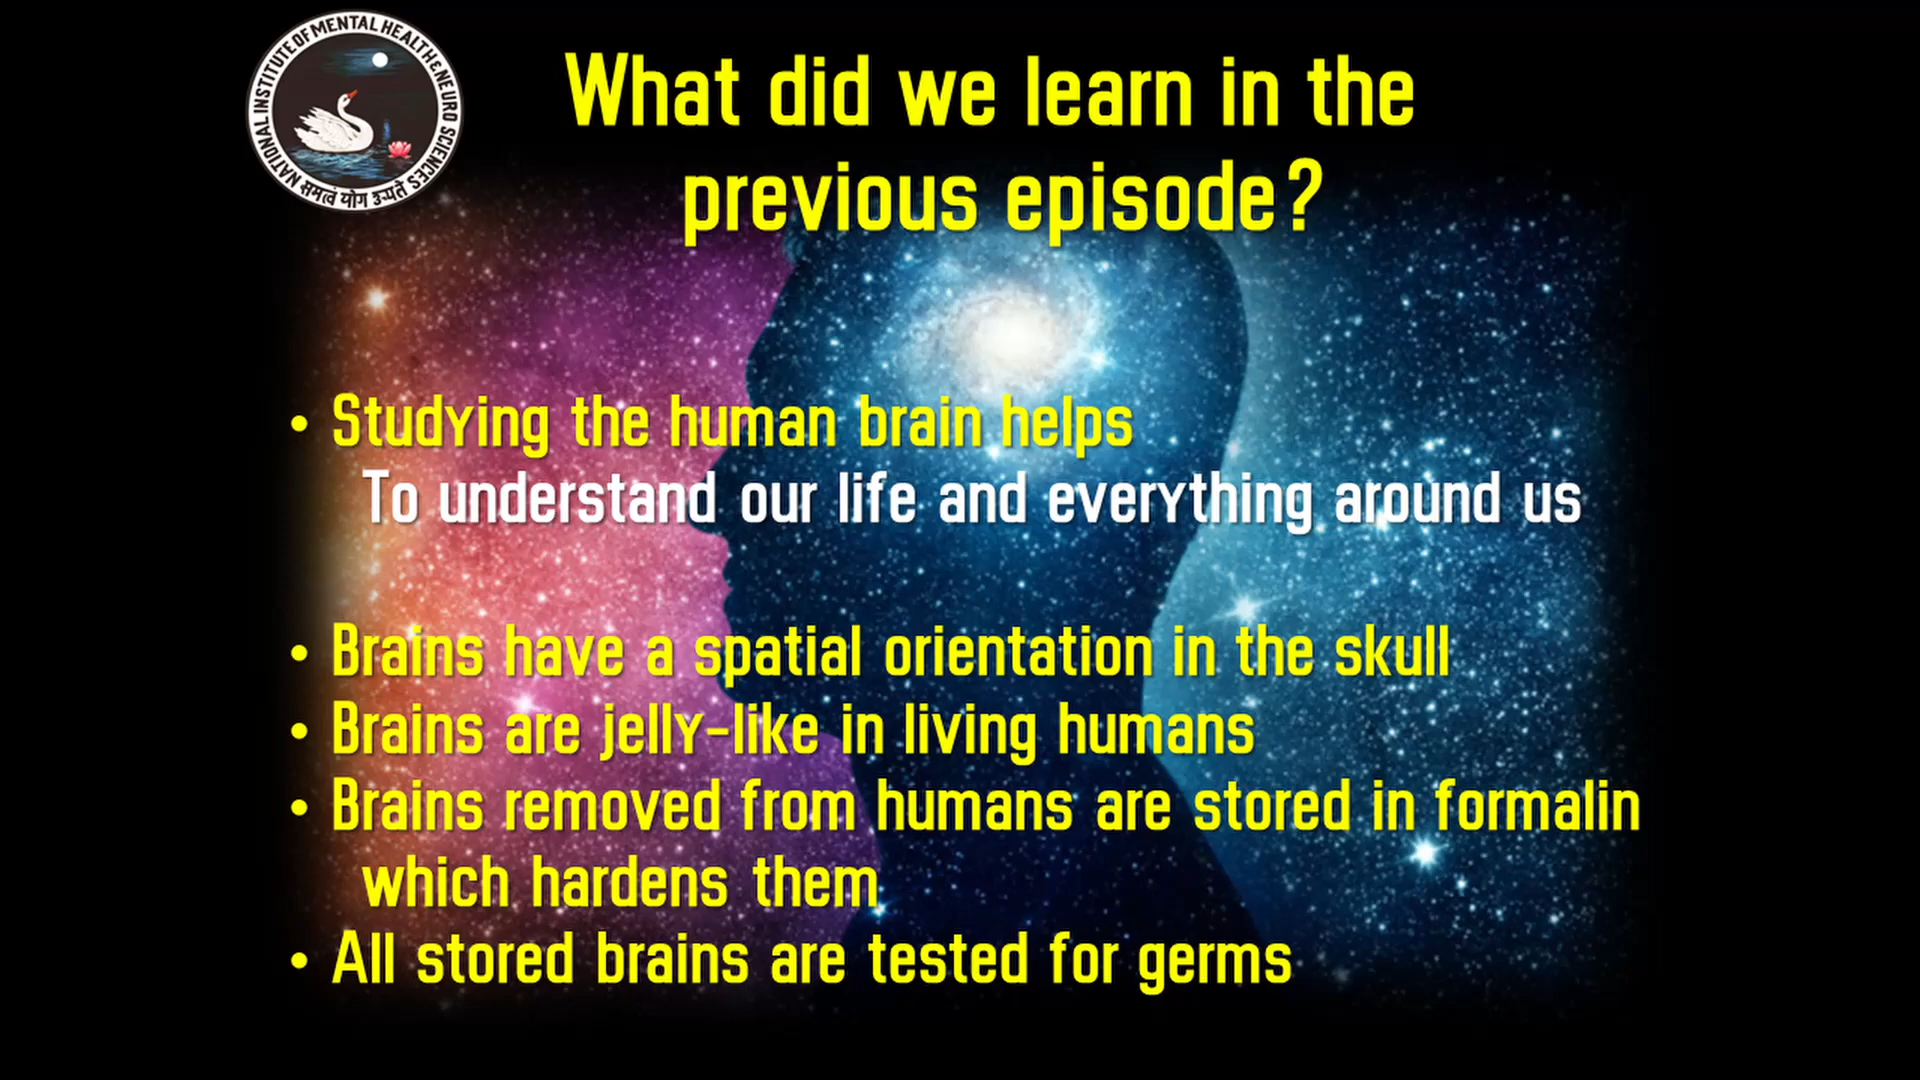 NATIONAL INSTITUTE OF MENTAL HEALTH & NEURO SCIENCES
समत्वं योग उच्यते
What did we learn in the
previous episode?
• Studying the human brain helps
To understand our life and everything around us
• Brains have a spatial orientation in the skull
• Brains are jelly-like in living humans
• Brains removed from humans are stored in formalin
which hardens them
• All stored brains are tested for germs